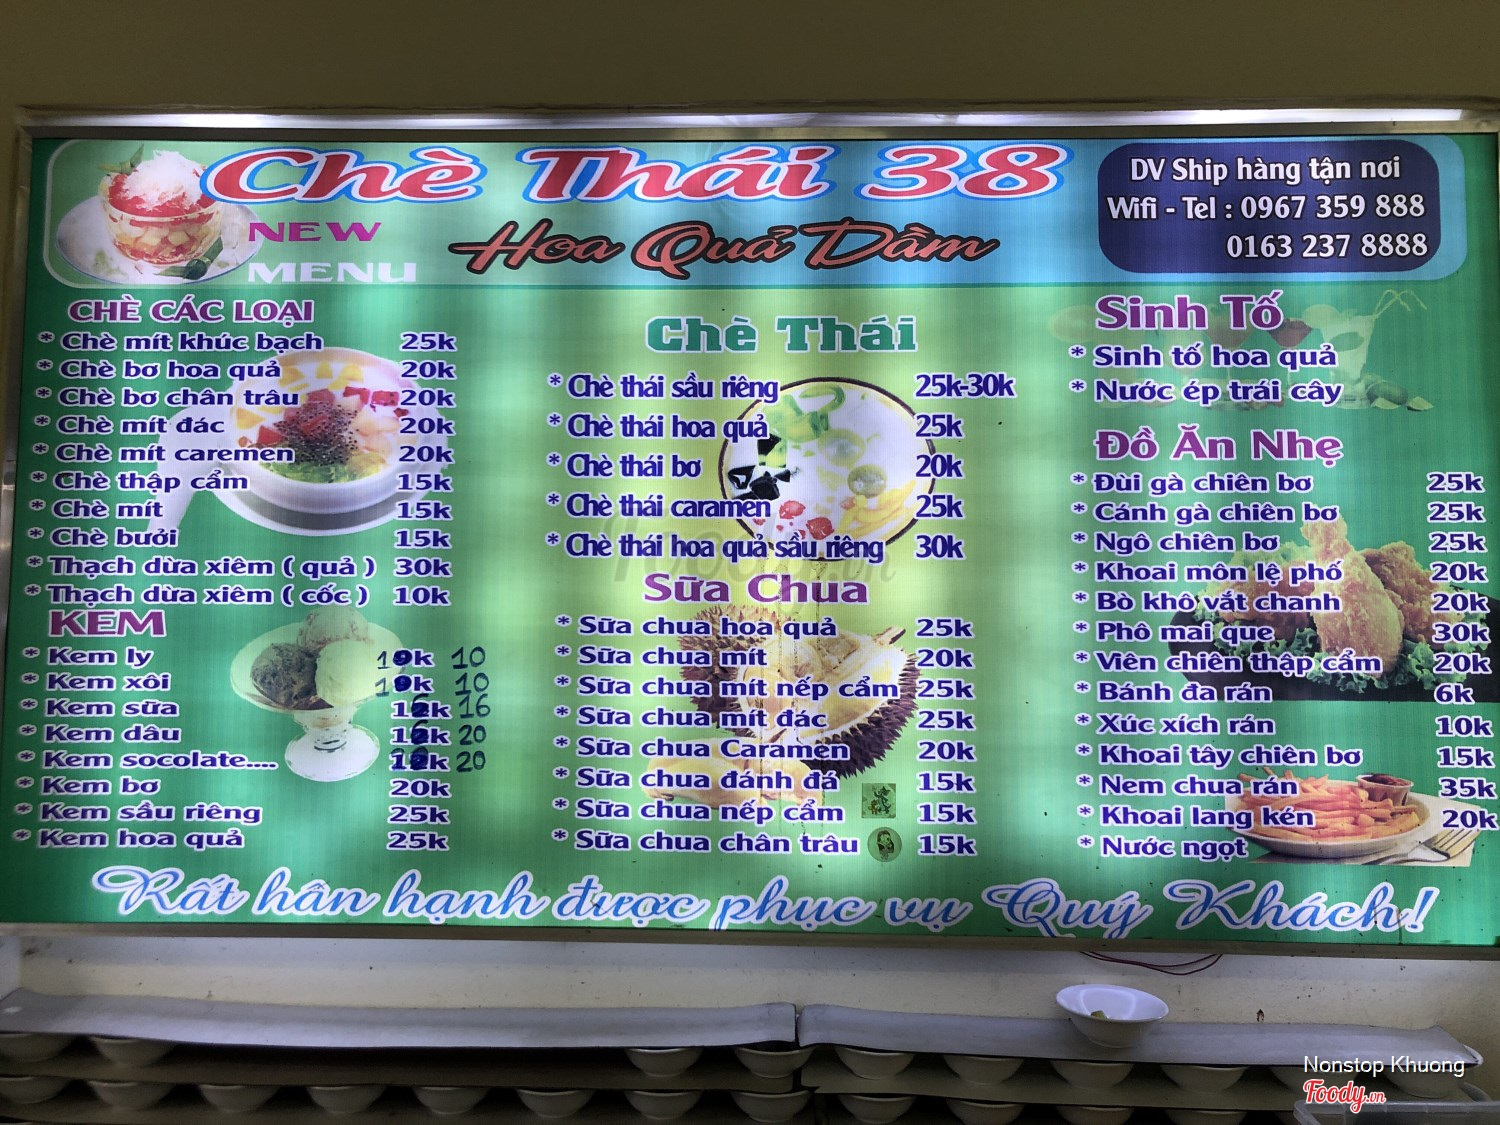 Chè Thái 38
NEW
MENU
Hoa Quả Dầm
DV Ship hàng tận nơi
Wifi - Tel : 0967 359 888
0163 237 8888
CHÈ CÁC LOẠI
* Chè mít khúc bạch 25k
* Chè bơ hoa quả 20k
* Chè bơ chân trâu 20k
* Chè mít đác 20k
* Chè mít caremen 20k
* Chè thập cẩm 15k
* Chè mít 15k
* Chè bưởi 15k
* Thạch dừa xiêm ( quả ) 30k
* Thạch dừa xiêm ( cốc ) 10k
KEM
* Kem ly 10k 10
* Kem xôi 10k 10
* Kem sữa 16k 16
* Kem dâu 20
* Kem socolate.... 20
* Kem bơ 20k
* Kem sầu riêng 25k
* Kem hoa quả 25k
Chè Thái
* Chè thái sầu riêng 25k-30k
* Chè thái hoa quả 25k
* Chè thái bơ 20k
* Chè thái caramen 25k
* Chè thái hoa quả sầu riêng 30k
Sữa Chua
* Sữa chua hoa quả 25k
* Sữa chua mít 20k
* Sữa chua mít nếp cẩm 25k
* Sữa chua mít đác 25k
* Sữa chua Caramen 20k
* Sữa chua đánh đá 15k
* Sữa chua nếp cẩm 15k
* Sữa chua chân trâu 15k
Sinh Tố
* Sinh tố hoa quả
* Nước ép trái cây
Đồ Ăn Nhẹ
* Đùi gà chiên bơ 25k
* Cánh gà chiên bơ 25k
* Ngô chiên bơ 25k
* Khoai môn lệ phố 20k
* Bò khô vắt chanh 20k
* Phô mai que 30k
* Viên chiên thập cẩm 20k
* Bánh đa rán 6k
* Xúc xích rán 10k
* Khoai tây chiên bơ 15k
* Nem chua rán 35k
* Khoai lang kén 20k
* Nước ngọt
Rất hân hạnh được phục vụ Quý Khách!
Nonstop Khuong
Foody.vn